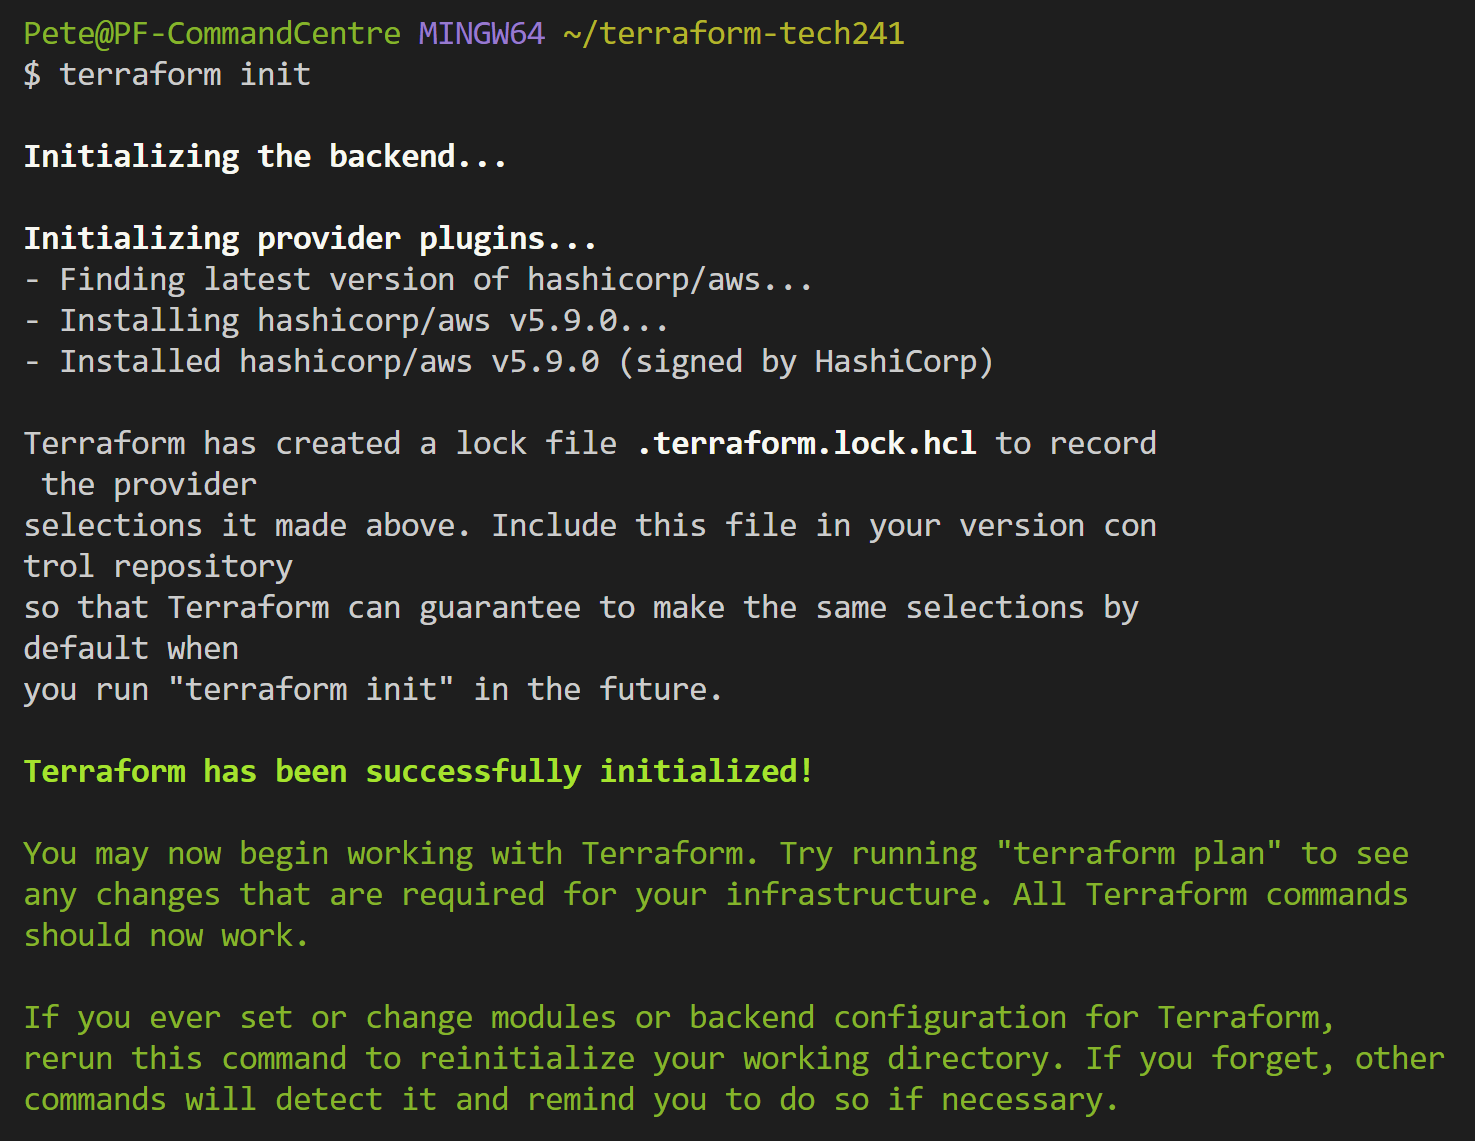 Pete@PF-CommandCentre MINGW64 ~/terraform-tech241
$ terraform init
Initializing the backend...
Initializing provider plugins...
- Finding latest version of hashicorp/aws...
- Installing hashicorp/aws v5.9.0...
- Installed hashicorp/aws v5.9.0 (signed by HashiCorp)
Terraform has created a lock file .terraform.lock.hcl to record
the provider
selections it made above. Include this file in your version con
trol repository
so that Terraform can guarantee to make the same selections by
default when
you run "terraform init" in the future.
Terraform has been successfully initialized!
You may now begin working with Terraform. Try running "terraform plan" to see
any changes that are required for your infrastructure. All Terraform commands
should now work.
If you ever set or change modules or backend configuration for Terraform,
rerun this command to reinitialize your working directory. If you forget, other
commands will detect it and remind you to do so if necessary.